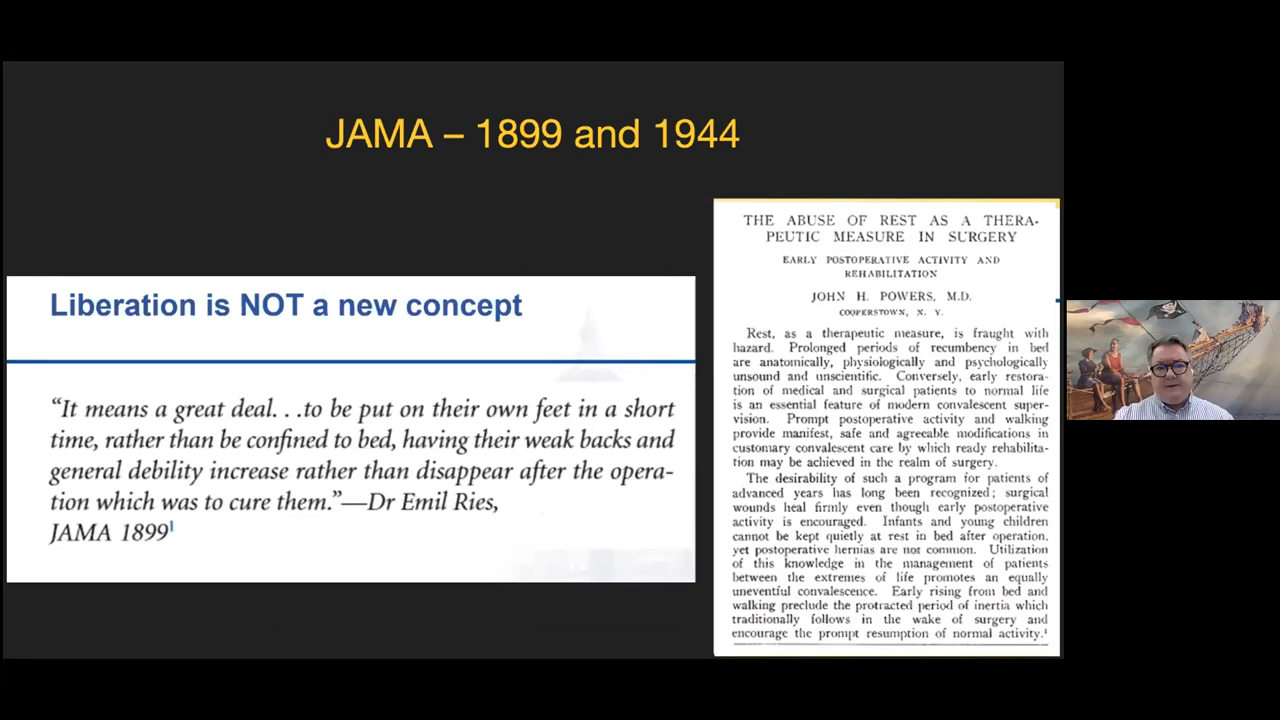 JAMA – 1899 and 1944
Liberation is NOT a new concept
“It means a great deal. . .to be put on their own feet in a short
time, rather than be confined to bed, having their weak backs and
general debility increase rather than disappear after the opera-
tion which was to cure them.”—Dr Emil Ries,
JAMA 1899¹
THE ABUSE OF REST AS A THERA-
PEUTIC MEASURE IN SURGERY
EARLY POSTOPERATIVE ACTIVITY AND
REHABILITATION
JOHN H. POWERS, M.D.
COOPERSTOWN, N. Y.
Rest, as a therapeutic measure, is fraught with
hazard. Prolonged periods of recumbency in bed
are anatomically, physiologically and psychologically
unsound and unscientific. Conversely, early restora-
tion of medical and surgical patients to normal life
is an essential feature of modern convalescent super-
vision. Prompt postoperative activity and walking
provide manifest, safe and agreeable modifications in
customary convalescent care by which ready rehabilita-
tion may be achieved in the realm of surgery.
The desirability of such a program for patients of
advanced years has long been recognized; surgical
wounds heal firmly even though early postoperative
activity is encouraged. Infants and young children
cannot be kept quietly at rest in bed after operation,
yet postoperative hernias are not common. Utilization
of this knowledge in the management of patients
between the extremes of life promotes an equally
uneventful convalescence. Early rising from bed and
walking preclude the protracted period of inertia which
traditionally follows in the wake of surgery and
encourage the prompt resumption of normal activity.¹